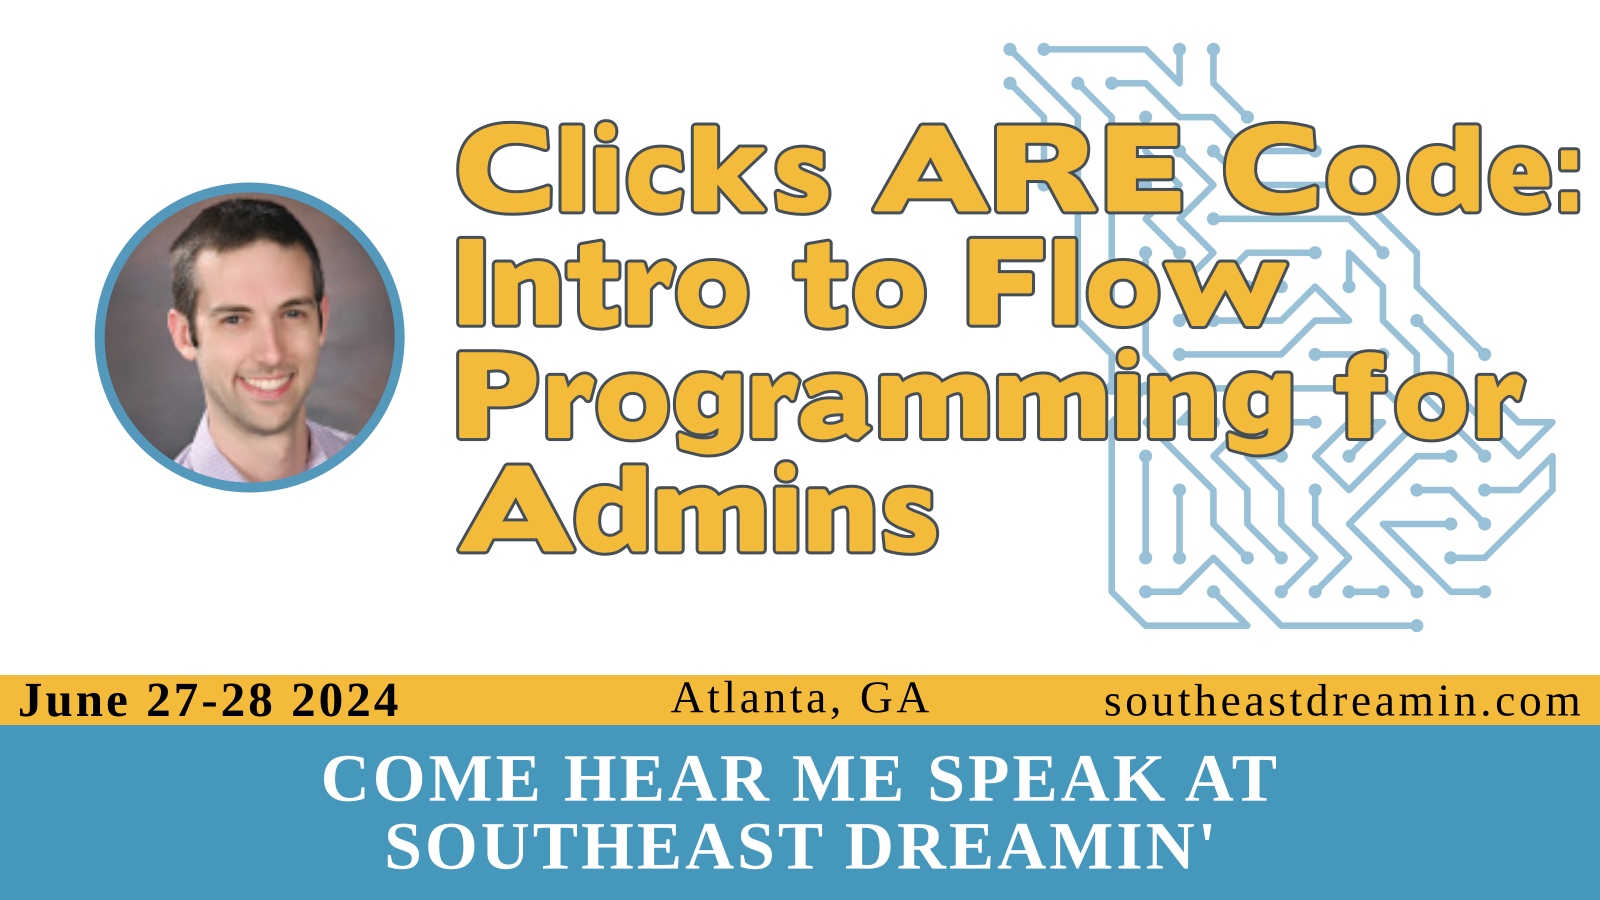 Clicks ARE Code:
Intro to Flow
Programming for
Admins
June 27-28 2024
Atlanta, GA
southeastdreamin.com
COME HEAR ME SPEAK AT
SOUTHEAST DREAMIN'